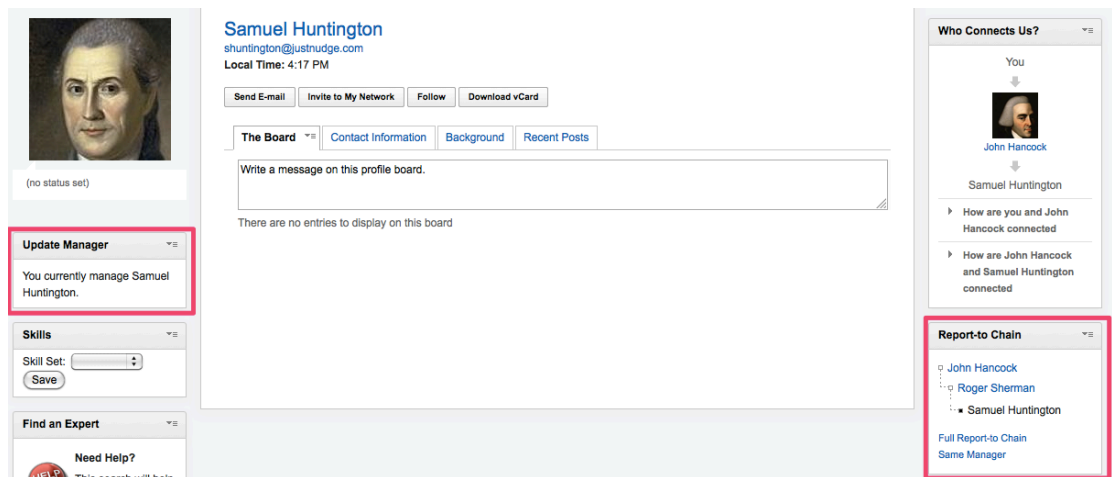 (no status set)
Update Manager
You currently manage Samuel
Huntington.
Skills
Skill Set:
Save
Find an Expert
Need Help?
HELP
This search will help
Samuel Huntington
shuntington@justnudge.com
Local Time: 4:17 PM
Send E-mail Invite to My Network Follow Download vCard
The Board Contact Information Background Recent Posts
Write a message on this profile board.
There are no entries to display on this board
Who Connects Us?
You
John Hancock
Samuel Huntington
How are you and John
Hancock connected
How are John Hancock
and Samuel Huntington
connected
Report-to Chain
John Hancock
Roger Sherman
Samuel Huntington
Full Report-to Chain
Same Manager